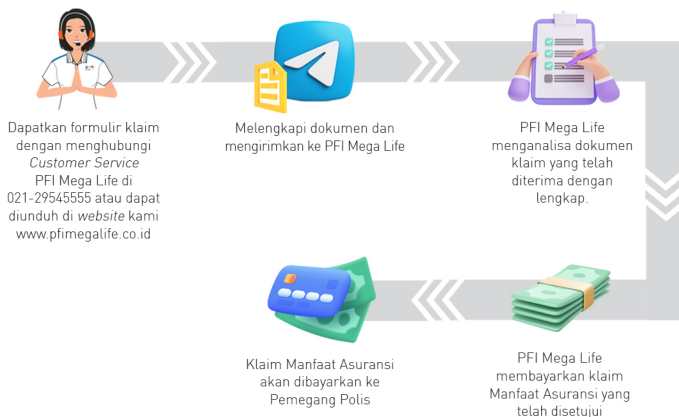 Dapatkan formulir klaim
dengan menghubungi
Customer Service
PFI Mega Life di
021-29545555 atau dapat
diunduh di website kami
www.pfimegalife.co.id
Melengkapi dokumen dan
mengirimkan ke PFI Mega Life
PFI Mega Life
menganalisa dokumen
klaim yang telah
diterima dengan
lengkap.
PFI Mega Life
membayarkan klaim
Manfaat Asuransi yang
telah disetujui
Klaim Manfaat Asuransi
akan dibayarkan ke
Pemegang Polis